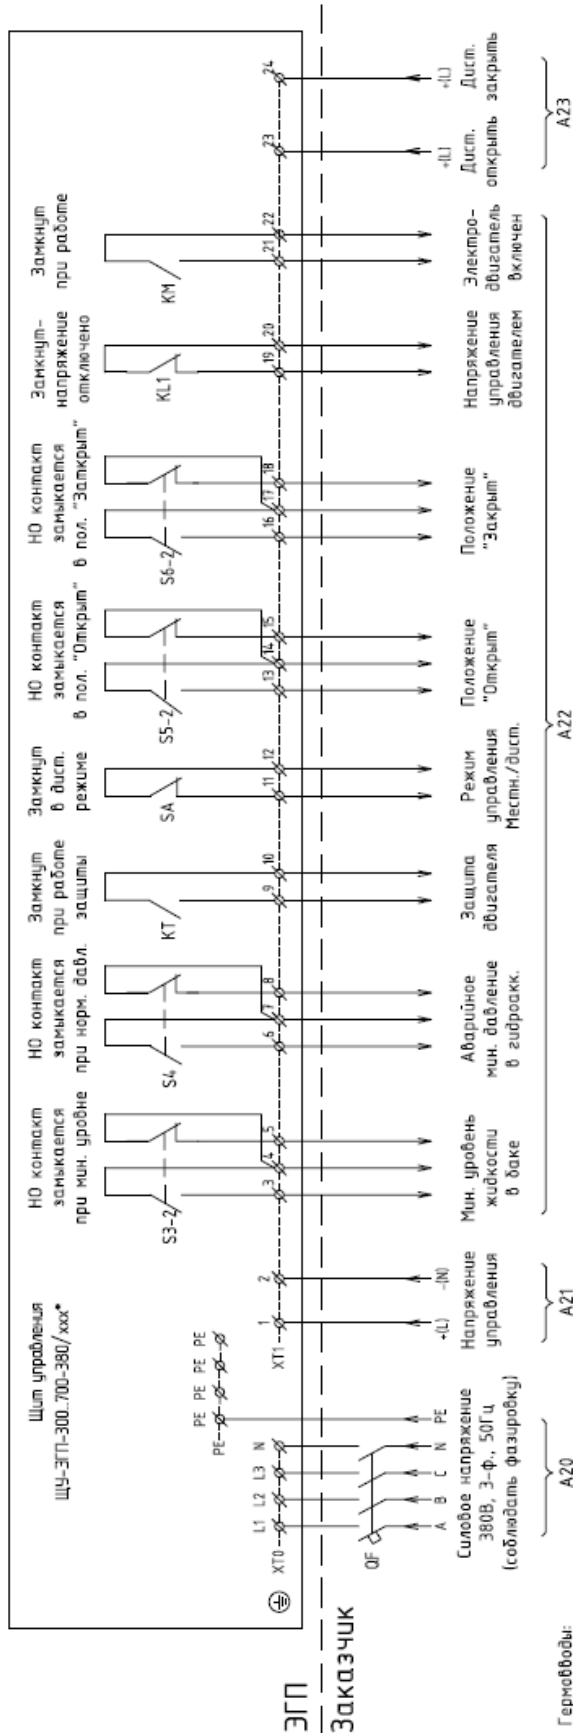 Щит управления
ЩУ-ЭГП-300..700-380/xxx*
НО контакт
замыкается
при мин. уровне
НО контакт
замыкается
при норм. давл.
Замкнут
при работе
защиты
Замкнут
в дист.
режиме
НО контакт
замыкается
в пол. "Открыт"
НО контакт
замыкается
в пол. "Заткрыт"
Замкнут-
напряжение
отключено
Замкнут
при работе
S3-2
S4
KT
SA
S5-2
S6-2
KL1
KM
PE
PE PE PE PE
XT0 L1 L2 L3 N
XT1 1 2 3 4 5 6 7 8 9 10 11 12 13 14 15 16 17 18 19 20 21 22 23 24
ЭГП
Заказчик
QF
A B C N PE
+(L) -(N)
+(L) +(L)
Силовое напряжение
380В, 3-ф., 50Гц
(соблюдать фазировку)
Напряжение
управления
Мин. уровень
жидкости
в баке
Аварийное
мин. давление
в гидроакк.
Защита
двигателя
Режим
управления
Местн./дист.
Положение
"Открыт"
Положение
"Закрыт"
Напряжение
управления
двигателем
Электро-
двигатель
включен
Дист.
открыть
Дист.
закрыть
A20
A21
A22
A23
Гермовводы: